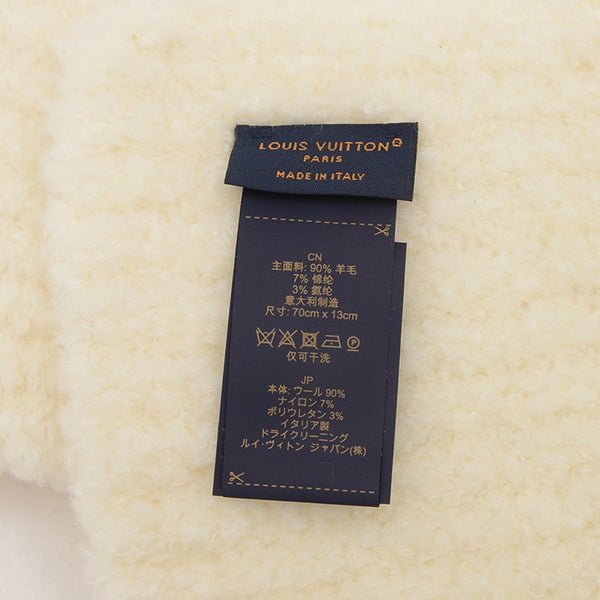 LOUIS VUITTON®
PARIS
MADE IN ITALY
CN
主面料: 90% 羊毛
7% 锦纶
3% 氨纶
意大利制造
尺寸: 70cm x 13cm
P
仅可干洗
JP
本体: ウール 90%
ナイロン 7%
ポリウレタン 3%
イタリア製
ドライクリーニング
ルイ・ヴィトン ジャパン(株)